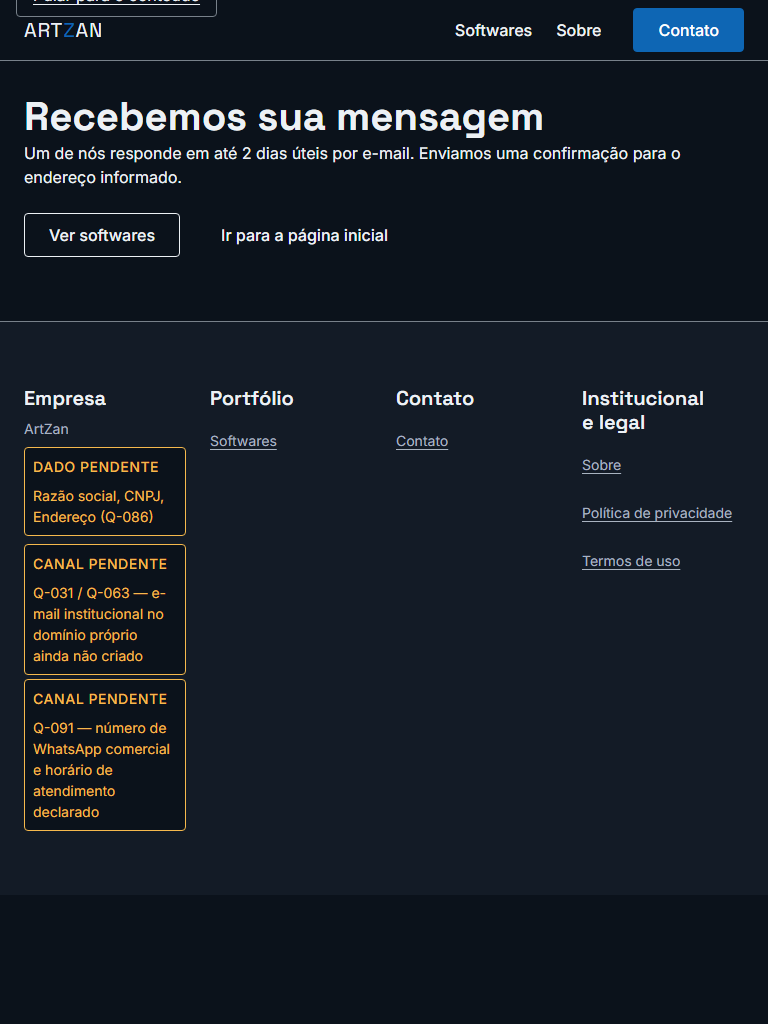 ARTZAN
Softwares
Sobre
Contato
Recebemos sua mensagem
Um de nós responde em até 2 dias úteis por e-mail. Enviamos uma confirmação para o
endereço informado.
Ver softwares
Ir para a página inicial
Empresa
ArtZan
DADO PENDENTE
Razão social, CNPJ,
Endereço (Q-086)
CANAL PENDENTE
Q-031 / Q-063 — e-
mail institucional no
domínio próprio
ainda não criado
CANAL PENDENTE
Q-091 — número de
WhatsApp comercial
e horário de
atendimento
declarado
Portfólio
Softwares
Contato
Contato
Institucional
e legal
Sobre
Política de privacidade
Termos de uso